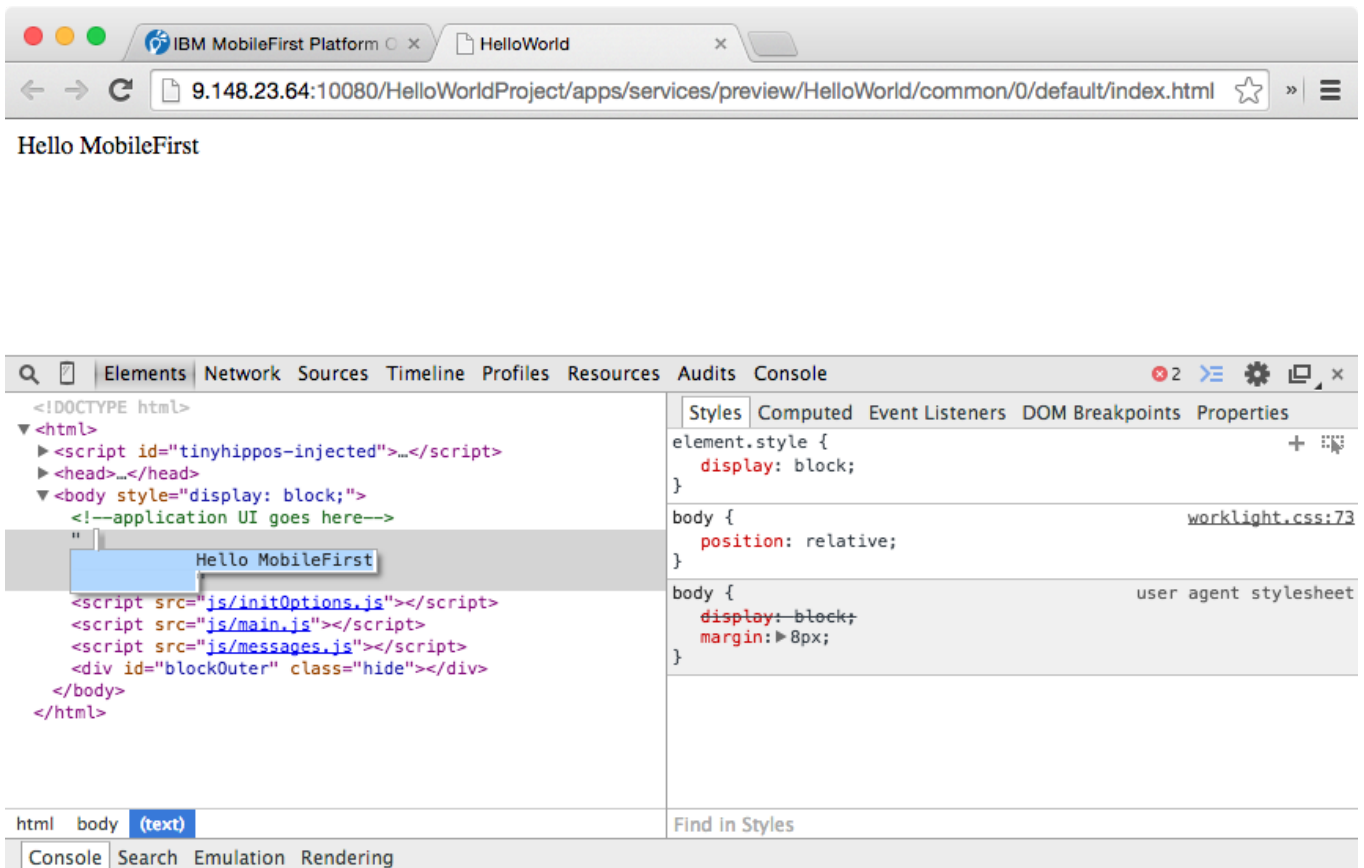 IBM MobileFirst Platform O × HelloWorld ×
9.148.23.64:10080/HelloWorldProject/apps/services/preview/HelloWorld/common/0/default/index.html »
Hello MobileFirst
Elements Network Sources Timeline Profiles Resources Audits Console 2 ×
<!DOCTYPE html>
▼<html>
▶<script id="tinyhippos-injected">…</script>
▶<head>…</head>
▼<body style="display: block;">
<!--application UI goes here-->
"
Hello MobileFirst
"
<script src="js/initOptions.js"></script>
<script src="js/main.js"></script>
<script src="js/messages.js"></script>
<div id="blockOuter" class="hide"></div>
</body>
</html>
html body (text)
Styles Computed Event Listeners DOM Breakpoints Properties
element.style {
display: block;
}
body { worklight.css:73
position: relative;
}
body { user agent stylesheet
display: block;
margin:▶8px;
}
Find in Styles
Console Search Emulation Rendering